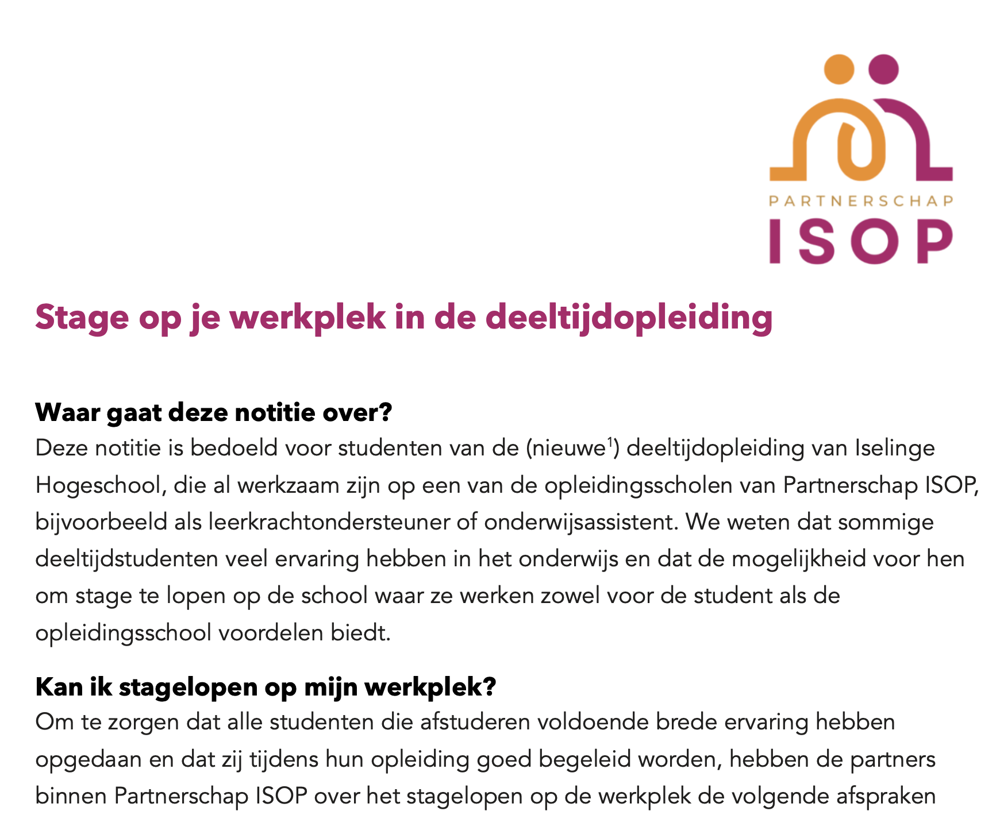 PARTNERSCHAP
ISOP
Stage op je werkplek in de deeltijdopleiding
Waar gaat deze notitie over?
Deze notitie is bedoeld voor studenten van de (nieuwe¹) deeltijdopleiding van Iselinge
Hogeschool, die al werkzaam zijn op een van de opleidingsscholen van Partnerschap ISOP,
bijvoorbeeld als leerkrachtondersteuner of onderwijsassistent. We weten dat sommige
deeltijdstudenten veel ervaring hebben in het onderwijs en dat de mogelijkheid voor hen
om stage te lopen op de school waar ze werken zowel voor de student als de
opleidingsschool voordelen biedt.
Kan ik stagelopen op mijn werkplek?
Om te zorgen dat alle studenten die afstuderen voldoende brede ervaring hebben
opgedaan en dat zij tijdens hun opleiding goed begeleid worden, hebben de partners
binnen Partnerschap ISOP over het stagelopen op de werkplek de volgende afspraken